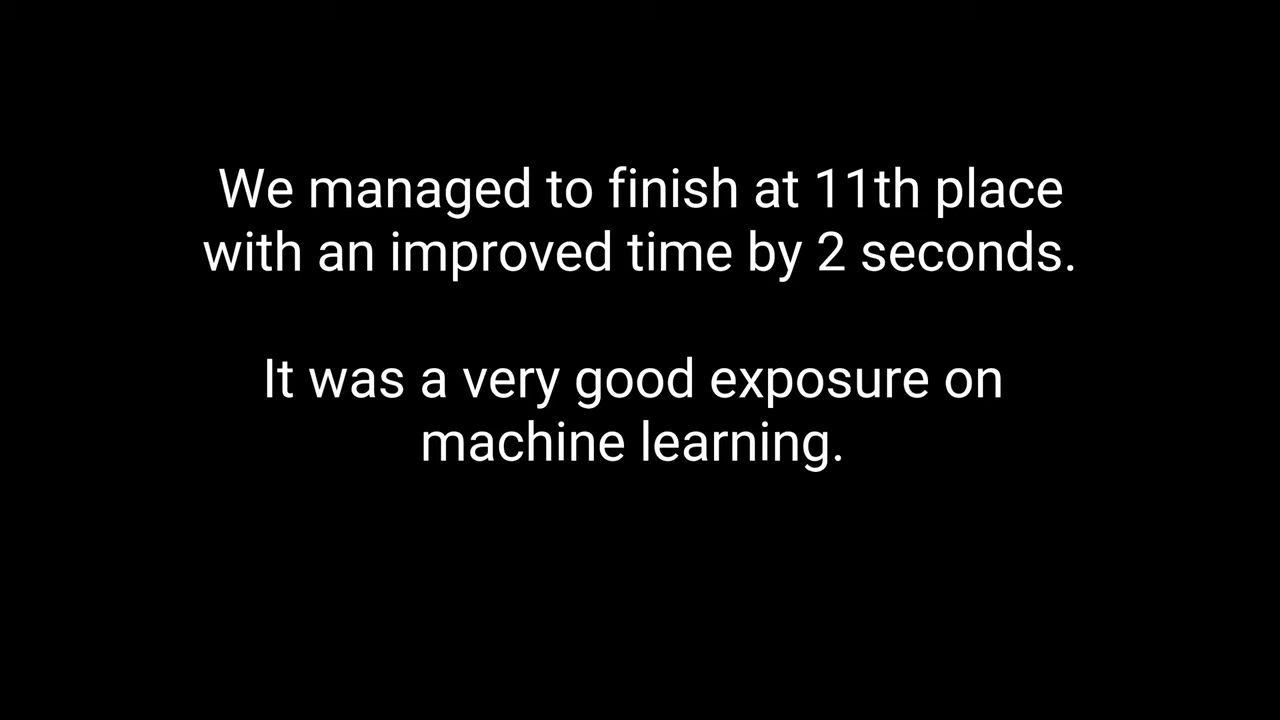 We managed to finish at 11th place
with an improved time by 2 seconds.
It was a very good exposure on
machine learning.